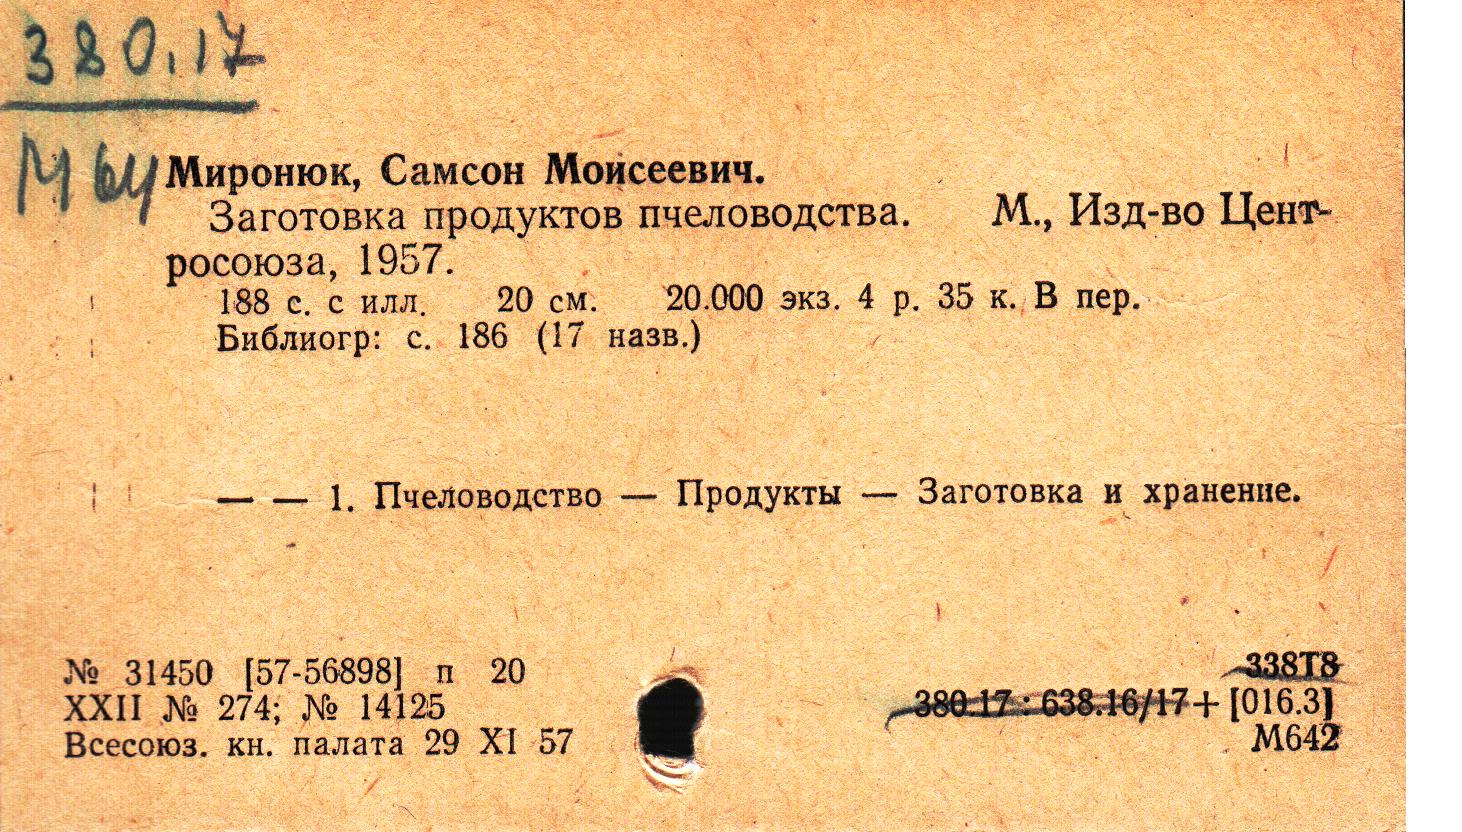 380.17
М64
Миронюк, Самсон Моисеевич.
Заготовка продуктов пчеловодства. М., Изд-во Цент-
росоюза, 1957.
188 с. с илл. 20 см. 20.000 экз. 4 р. 35 к. В пер.
Библиогр: с. 186 (17 назв.)
— — 1. Пчеловодство — Продукты — Заготовка и хранение.
№ 31450 [57-56898] п 20
338Т8
XXII № 274; № 14125
380.17 : 638.16/17+ [016.3]
Всесоюз. кн. палата 29 XI 57
М642